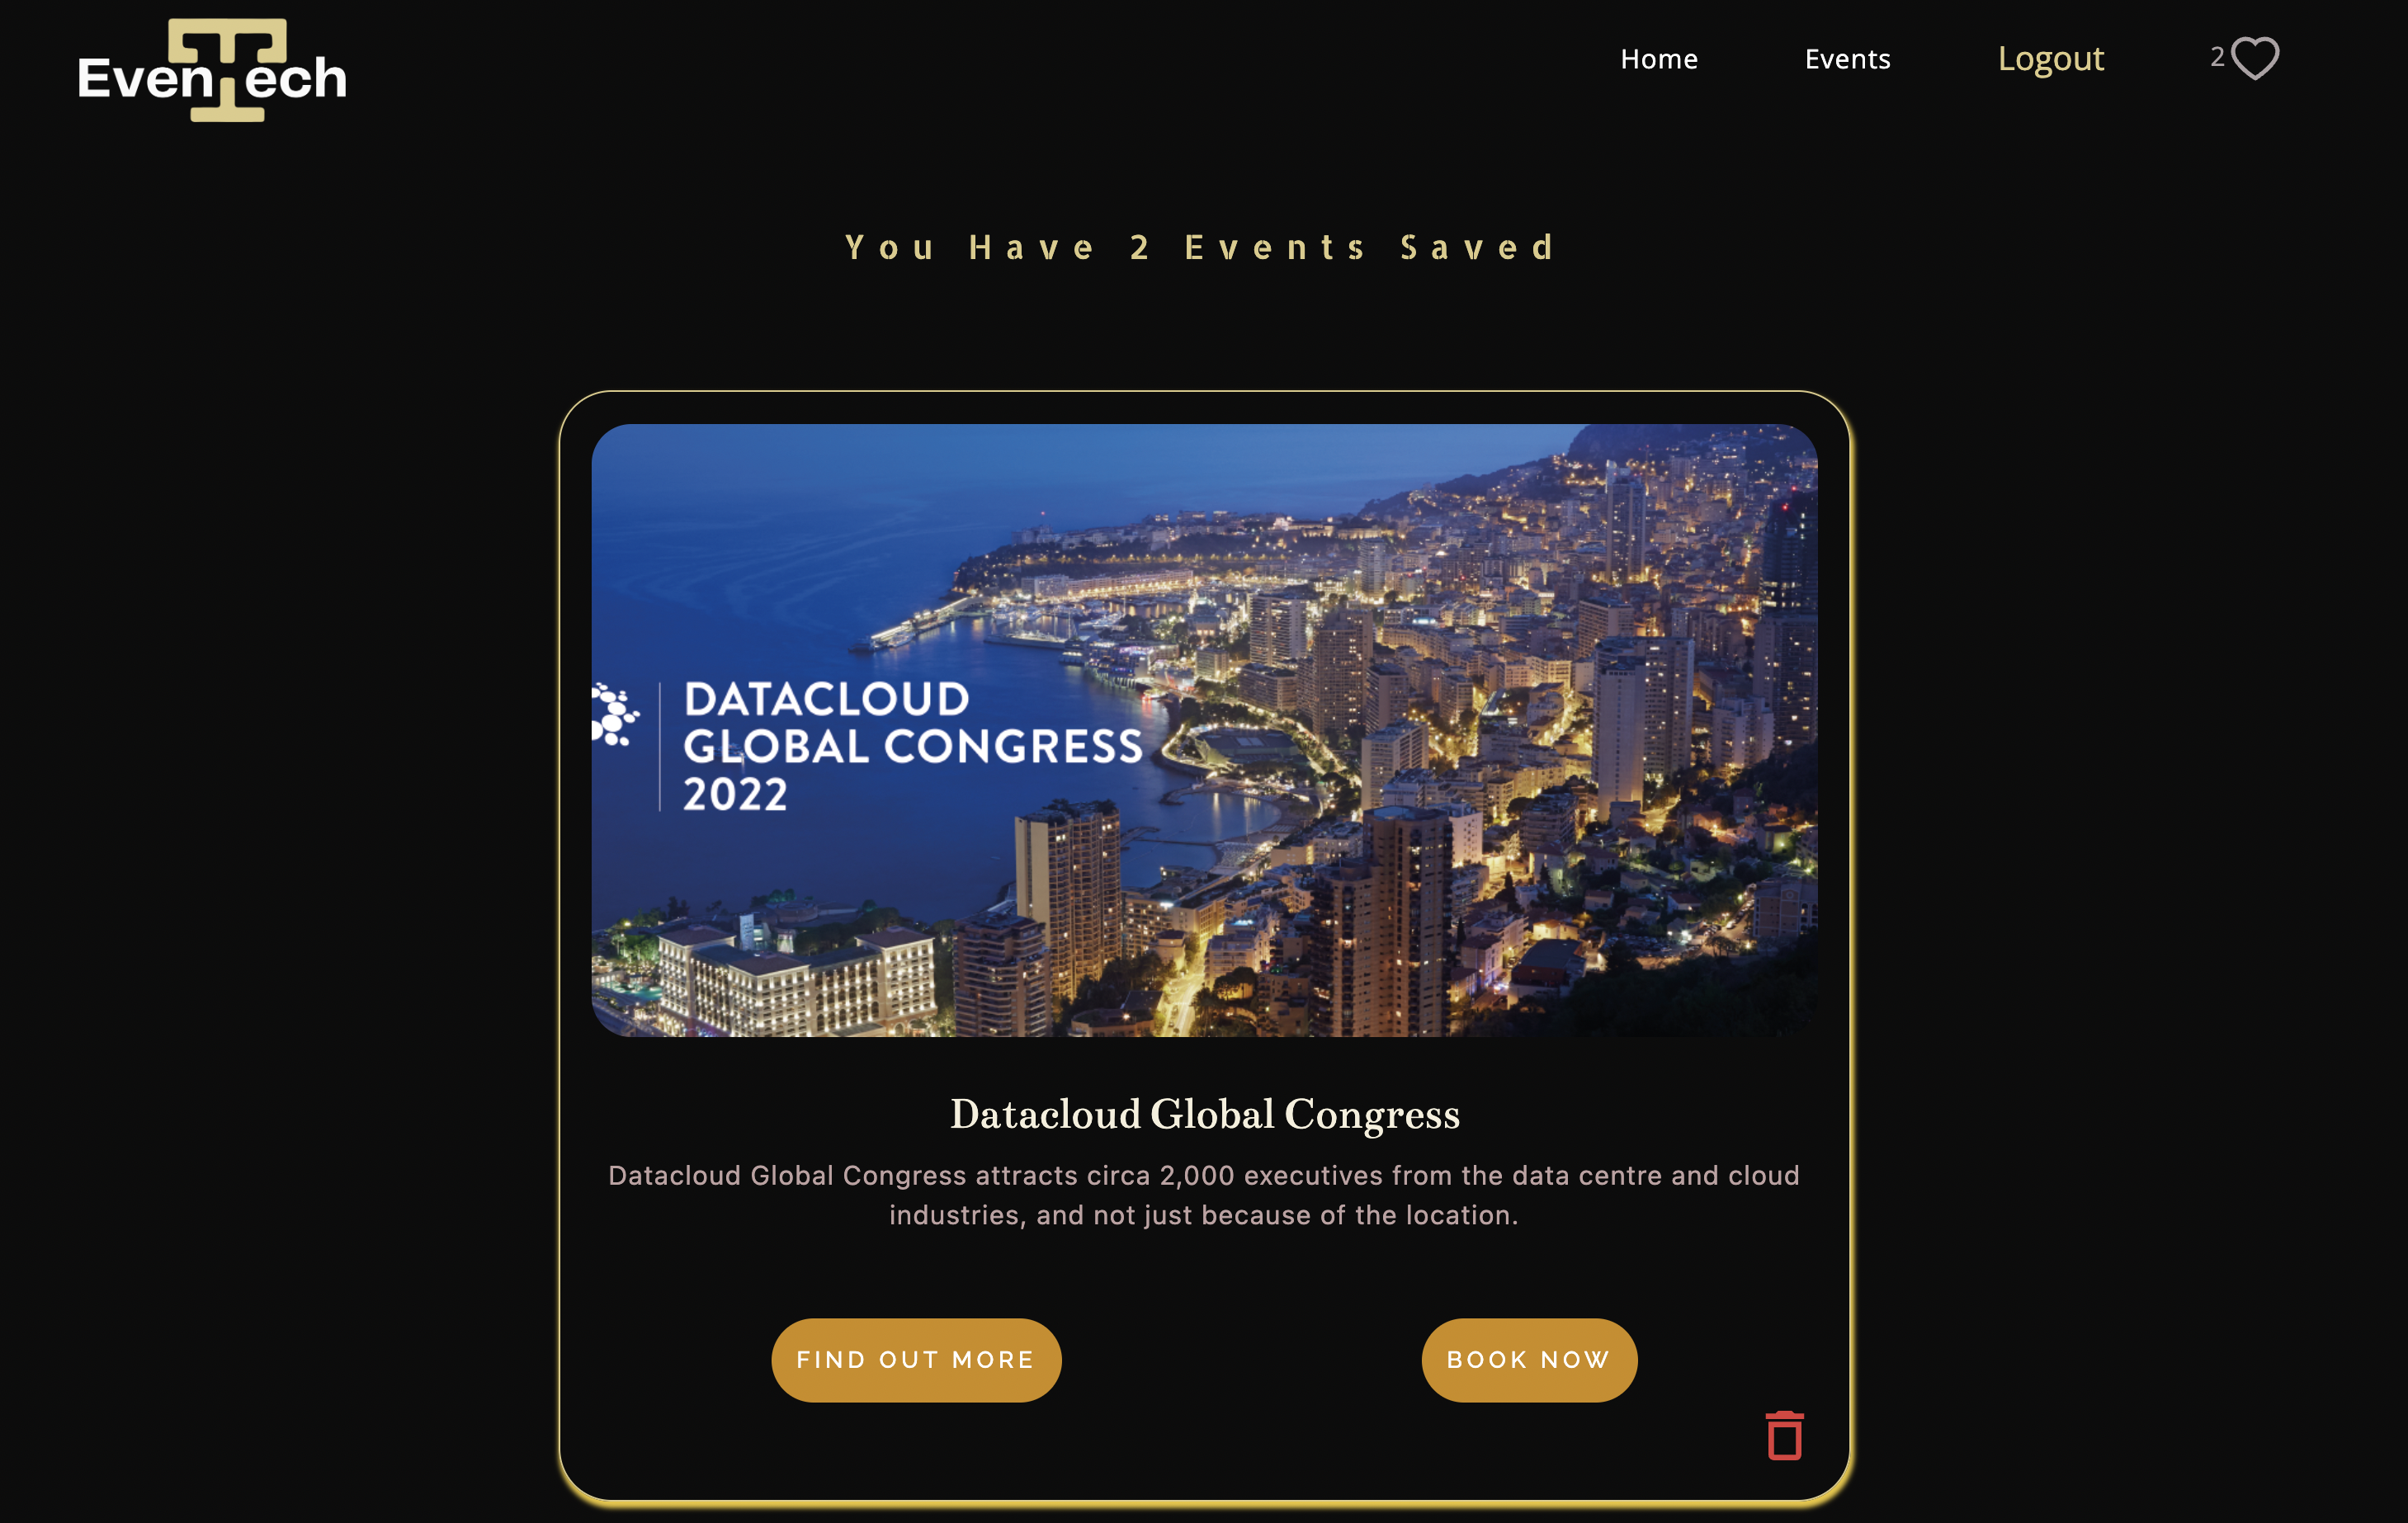 EvenTech
Home
Events
Logout
2
You Have 2 Events Saved
DATACLOUD
GLOBAL CONGRESS
2022
Datacloud Global Congress
Datacloud Global Congress attracts circa 2,000 executives from the data centre and cloud
industries, and not just because of the location.
FIND OUT MORE
BOOK NOW